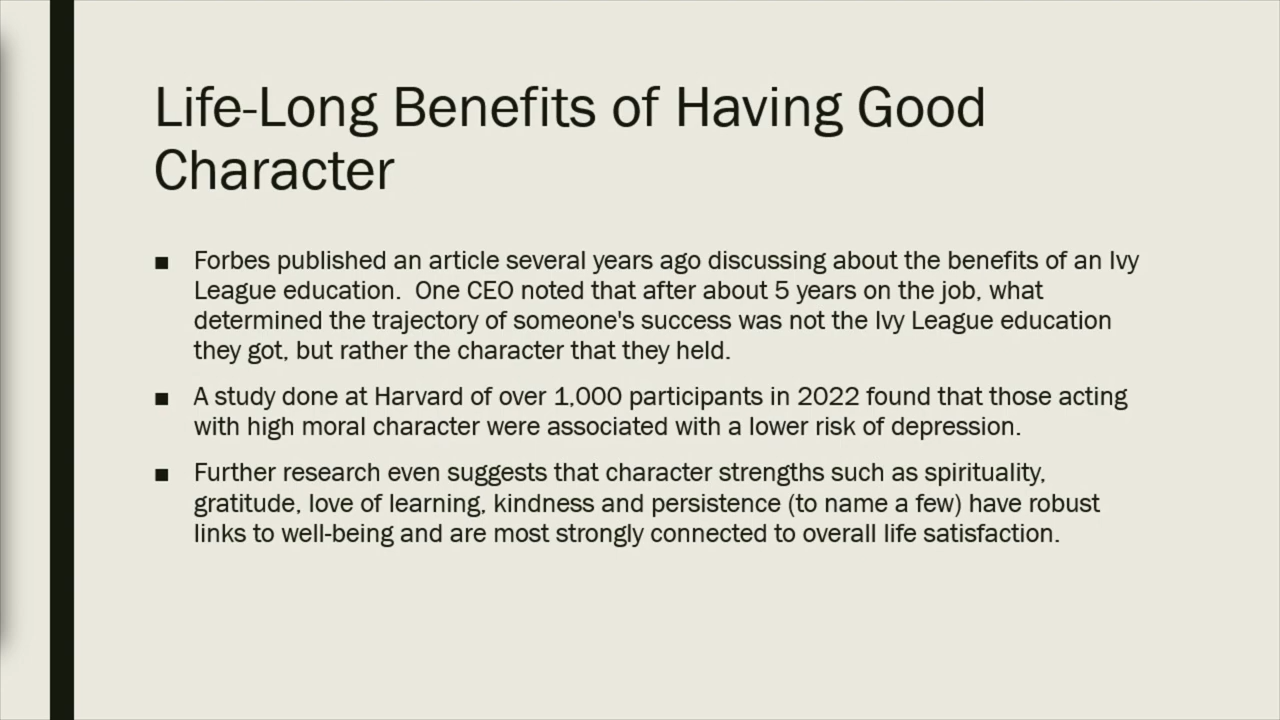 Life-Long Benefits of Having Good
Character
■ Forbes published an article several years ago discussing about the benefits of an Ivy
League education.  One CEO noted that after about 5 years on the job, what
determined the trajectory of someone's success was not the Ivy League education
they got, but rather the character that they held.
■ A study done at Harvard of over 1,000 participants in 2022 found that those acting
with high moral character were associated with a lower risk of depression.
■ Further research even suggests that character strengths such as spirituality,
gratitude, love of learning, kindness and persistence (to name a few) have robust
links to well-being and are most strongly connected to overall life satisfaction.